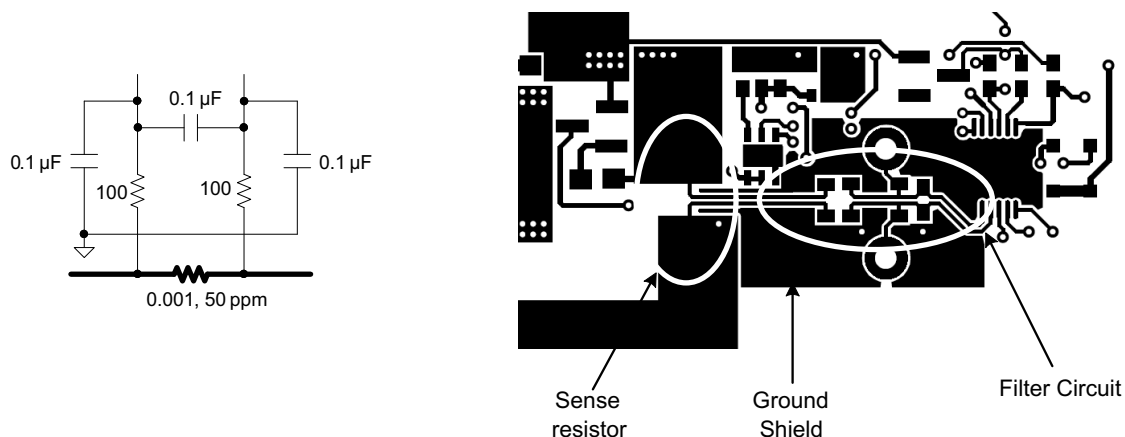 0.1 µF
0.1 µF
0.1 µF
100
100
0.001, 50 ppm
Sense
resistor
Ground
Shield
Filter Circuit